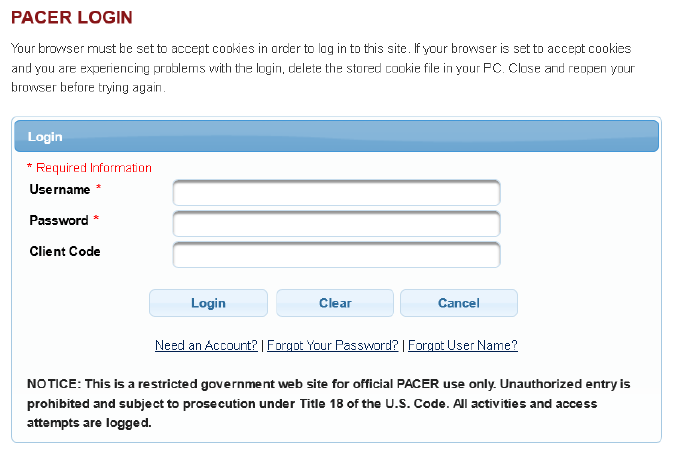 PACER LOGIN
Your browser must be set to accept cookies in order to log in to this site. If your browser is set to accept cookies
and you are experiencing problems with the login, delete the stored cookie file in your PC. Close and reopen your
browser before trying again.
Login
* Required Information
Username *
Password *
Client Code
Login Clear Cancel
Need an Account? | Forgot Your Password? | Forgot User Name?
NOTICE: This is a restricted government web site for official PACER use only. Unauthorized entry is
prohibited and subject to prosecution under Title 18 of the U.S. Code. All activities and access
attempts are logged.